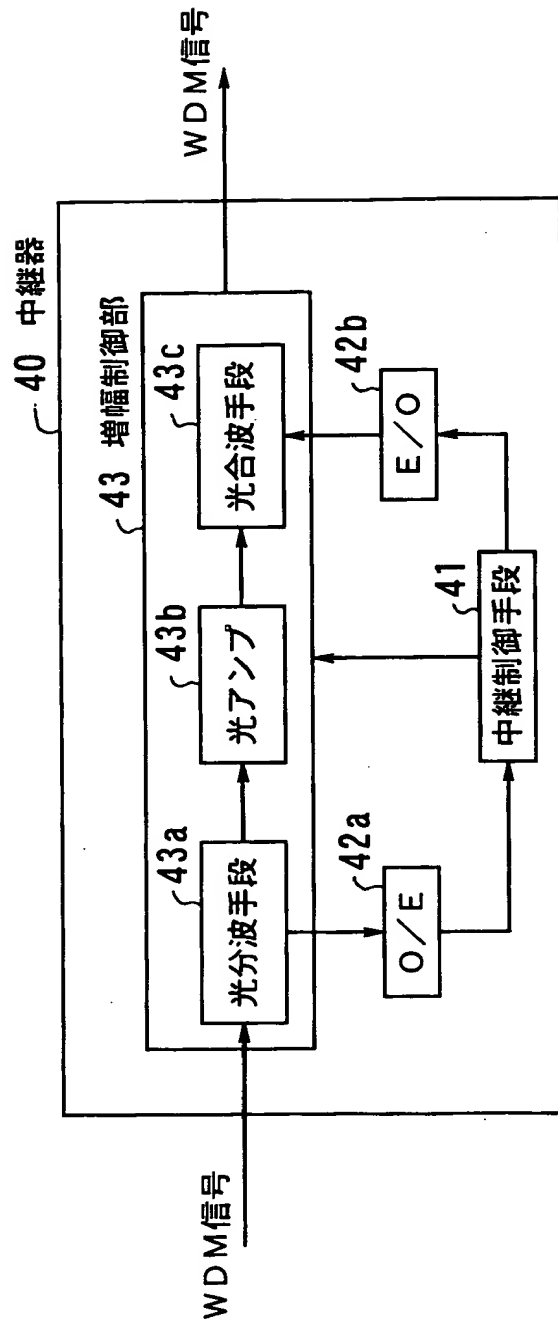 40 中継器
43 増幅制御部
WDM信号
43a
43b
43c
光分波手段
光アンプ
光合波手段
WDM信号
42a
42b
O/E
E/O
41
中継制御手段